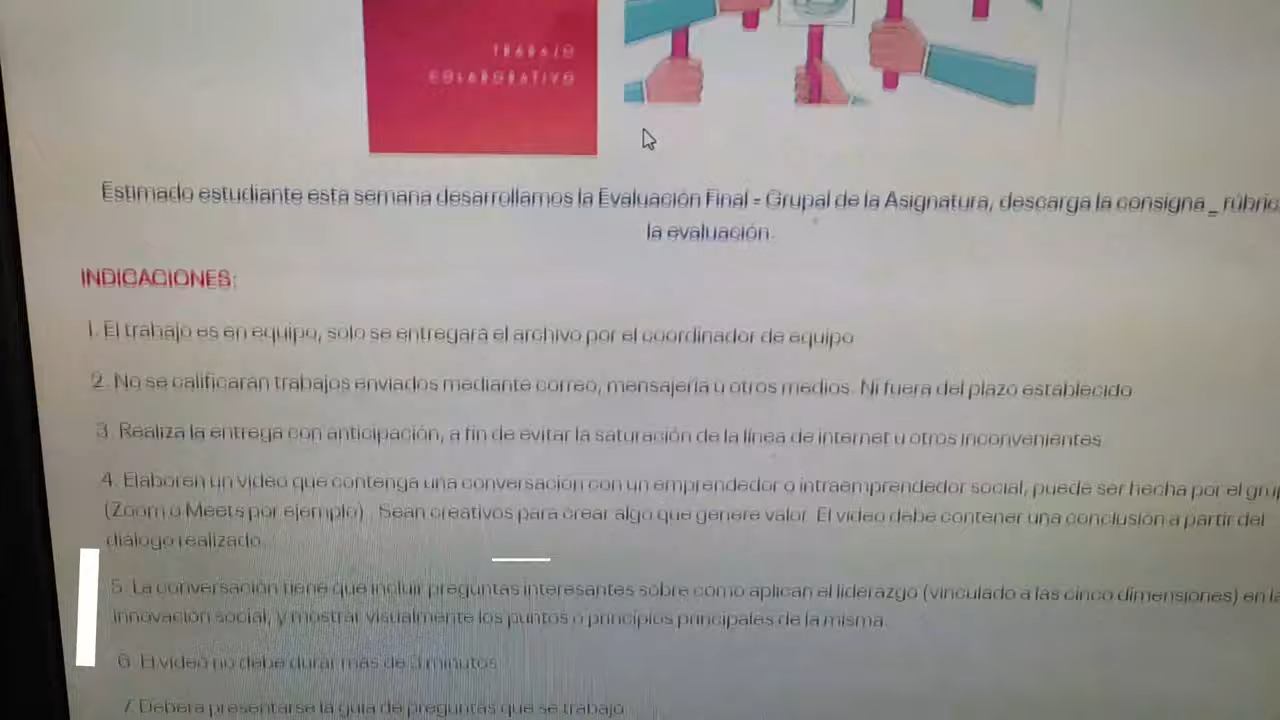 TRABAJO
COLABORATIVO
Estimado estudiante esta semana desarrollamos la Evaluación Final - Grupal de la Asignatura, descarga la consigna _
la evaluación.
INDICACIONES:
1. El trabajo es en equipo, solo se entregará el archivo por el coordinador de equipo
2. No se calificarán trabajos enviados mediante correo, mensajería u otros medios. Ni fuera del plazo establecido
3. Realiza la entrega con anticipación, a fin de evitar la saturación de la línea de internet u otros inconvenientes
4. Elaboren un video que contenga una conversación con un emprendedor o intraemprendedor social, puede ser hecha por el
(Zoom o Meets por ejemplo). Sean creativos para crear algo que genere valor. El video debe contener una conclusión a partir del
diálogo realizado.
5. La conversación tiene que incluir preguntas interesantes sobre cómo aplican el liderazgo (vinculado a las cinco dimensiones) en la
innovación social, y mostrar visualmente los puntos o principios principales de la misma.
6. El video no debe durar más de 3 minutos
7. Deberá presentarse la guía de preguntas que se trabajó